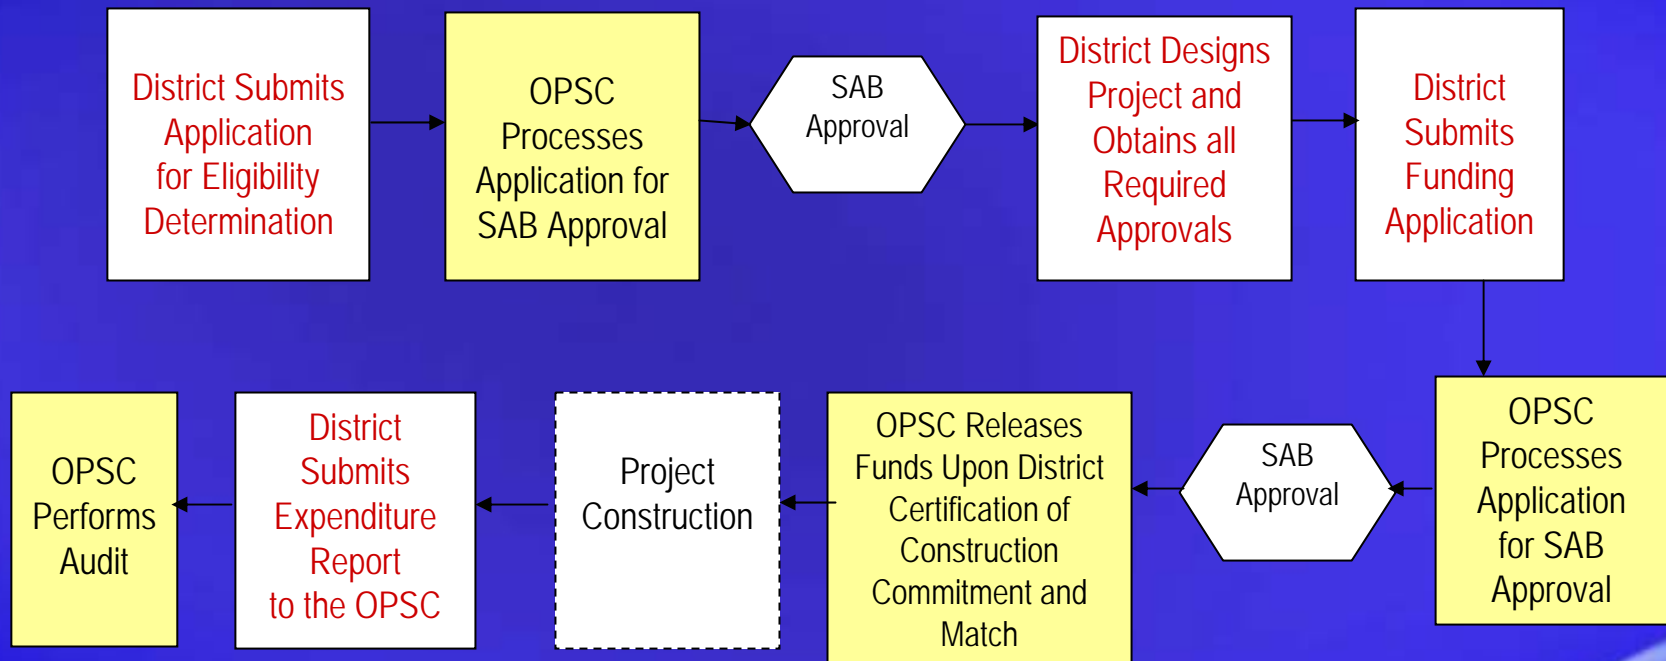 District Submits
Application
for Eligibility
Determination
OPSC
Processes
Application for
SAB Approval
SAB
Approval
District Designs
Project and
Obtains all
Required
Approvals
District
Submits
Funding
Application
OPSC
Processes
Application
for SAB
Approval
SAB
Approval
OPSC Releases
Funds Upon District
Certification of
Construction
Commitment and
Match
Project
Construction
District
Submits
Expenditure
Report
to the OPSC
OPSC
Performs
Audit